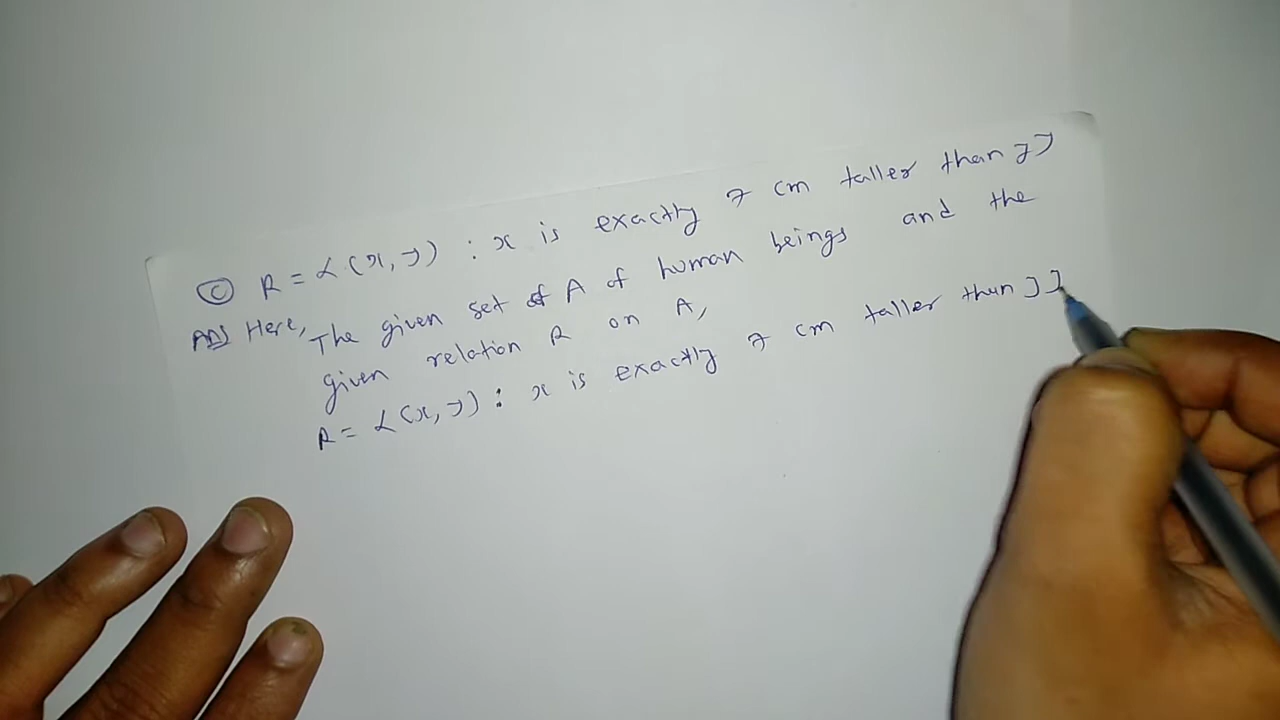 (C) R = {(x, y) : x is exactly 7 cm taller than y}
Ans Here, The given set of A of human beings and the
given relation R on A,
R = {(x, y) : x is exactly 7 cm taller than y}